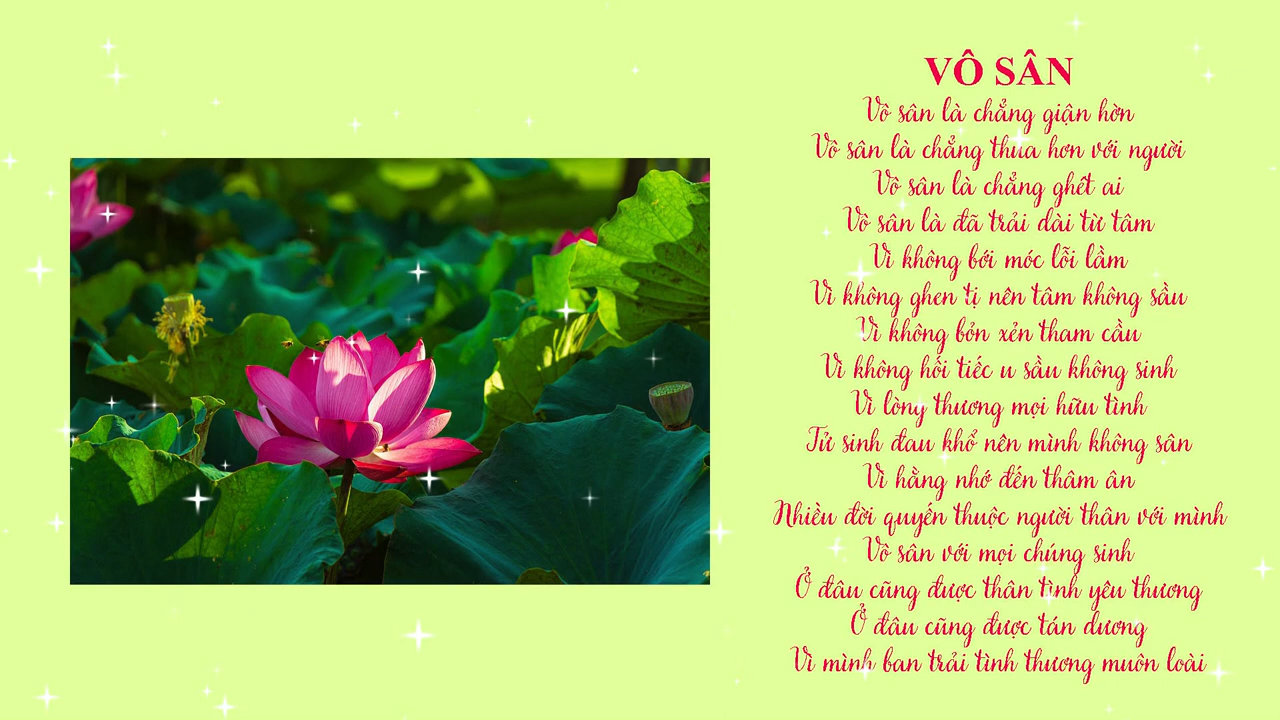 VÔ SÂN
Vô sân là chẳng giận hờn
Vô sân là chẳng thua hơn với người
Vô sân là chẳng ghét ai
Vô sân là đã trải dài từ tâm
Vì không bới móc lỗi lầm
Vì không ghen tị nên tâm không sầu
Vì không bỏn xẻn tham cầu
Vì không hối tiếc u sầu không sinh
Vì lòng thương mọi hữu tình
Tử sinh đau khổ nên mình không sân
Vì hằng nhớ đến thâm ân
Nhiều đời quyến thuộc người thân với mình
Vô sân với mọi chúng sinh
Ở đâu cũng được thân tình yêu thương
Ở đâu cũng được tán dương
Vì mình ban trải tình thương muôn loài